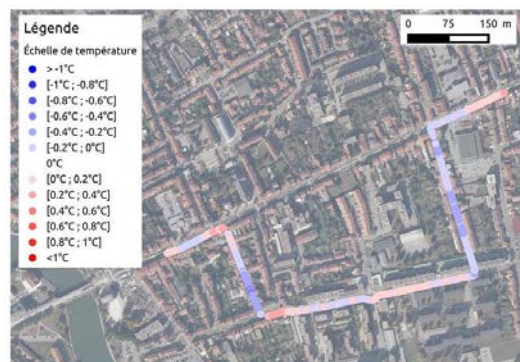 Légende
Échelle de température
> -1°C
[-1°C ; -0.8°C]
[-0.8°C ; -0.6°C]
[-0.6°C ; -0.4°C]
[-0.4°C ; -0.2°C]
[-0.2°C ; 0°C]
0°C
[0°C ; 0.2°C]
[0.2°C ; 0.4°C]
[0.4°C ; 0.6°C]
[0.6°C ; 0.8°C]
[0.8°C ; 1°C]
<1°C
0 75 150 m